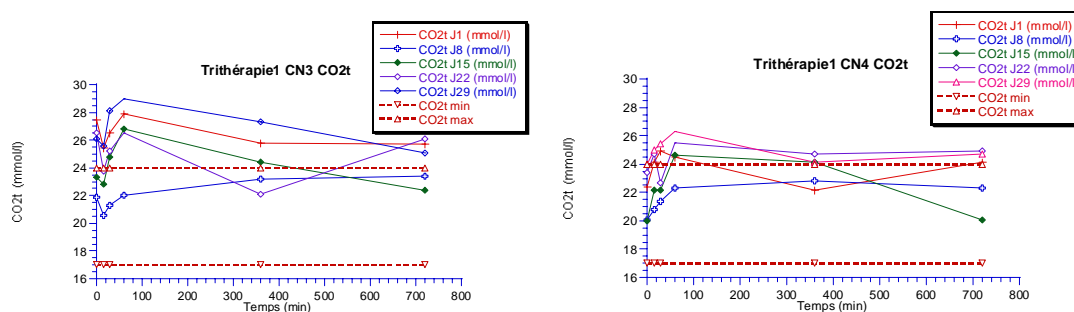 Trithérapie1 CN3 CO2t
CO2t J1 (mmol/l)
CO2t J8 (mmol/l)
CO2t J15 (mmol/l)
CO2t J22 (mmol/l)
CO2t J29 (mmol/l)
CO2t min
CO2t max
CO2t (mmol/l)
30
28
26
24
22
20
18
16
0 100 200 300 400 500 600 700 800
Temps (min)
Trithérapie1 CN4 CO2t
CO2t J1 (mmol/l)
CO2t J8 (mmol/l)
CO2t J15 (mmol/l)
CO2t J22 (mmol/l)
CO2t J29 (mmol/l)
CO2t min
CO2t max
CO2t (mmol/l)
30
28
26
24
22
20
18
16
0 100 200 300 400 500 600 700 800
Temps (min)